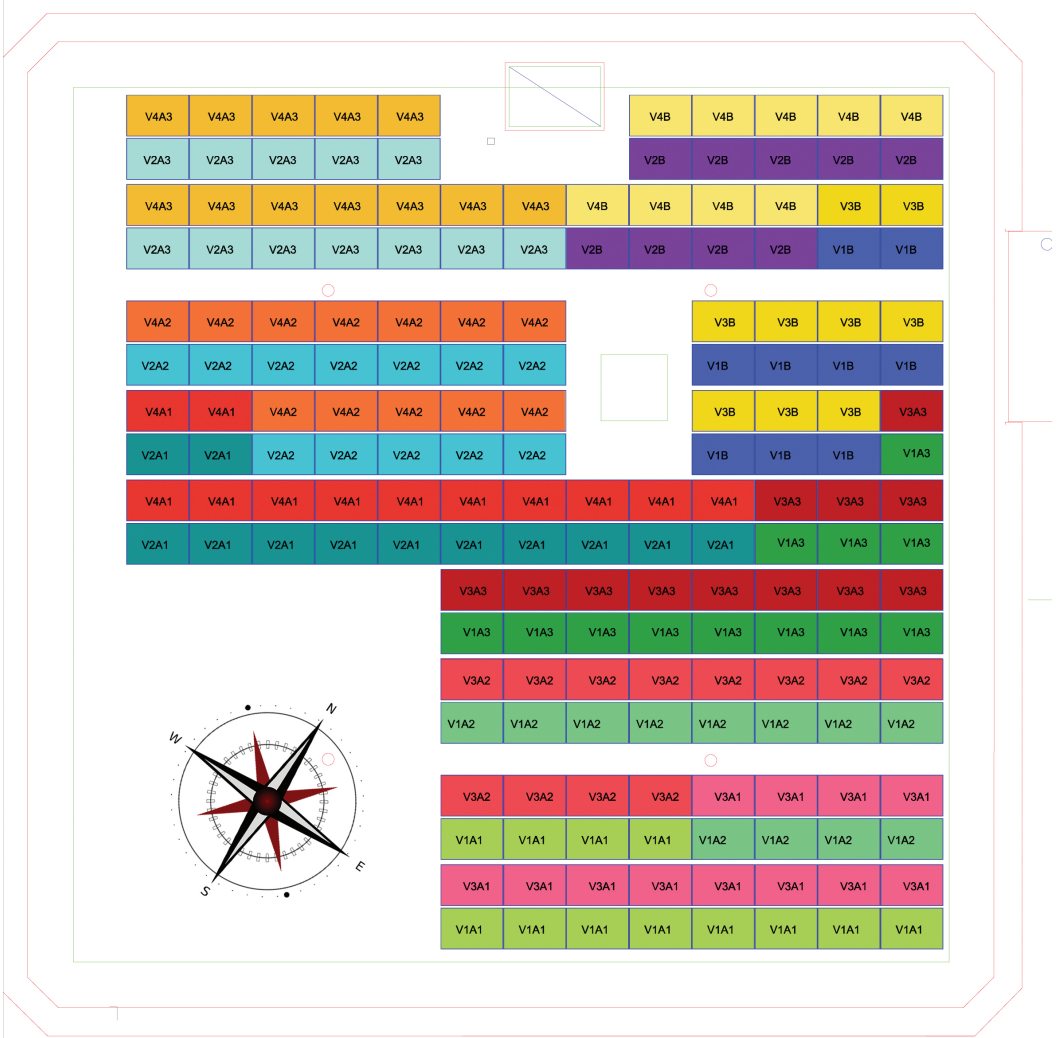 V4A3 V4A3 V4A3 V4A3 V4A3 V4B V4B V4B V4B V4B
V2A3 V2A3 V2A3 V2A3 V2A3 V2B V2B V2B V2B V2B
V4A3 V4A3 V4A3 V4A3 V4A3 V4A3 V4A3 V4B V4B V4B V4B V3B V3B
V2A3 V2A3 V2A3 V2A3 V2A3 V2A3 V2A3 V2B V2B V2B V2B V1B V1B
V4A2 V4A2 V4A2 V4A2 V4A2 V4A2 V4A2 V3B V3B V3B V3B
V2A2 V2A2 V2A2 V2A2 V2A2 V2A2 V2A2 V1B V1B V1B V1B
V4A1 V4A1 V4A2 V4A2 V4A2 V4A2 V4A2 V3B V3B V3B V3A3
V2A1 V2A1 V2A2 V2A2 V2A2 V2A2 V2A2 V1B V1B V1B V1A3
V4A1 V4A1 V4A1 V4A1 V4A1 V4A1 V4A1 V4A1 V4A1 V4A1 V3A3 V3A3 V3A3
V2A1 V2A1 V2A1 V2A1 V2A1 V2A1 V2A1 V2A1 V2A1 V2A1 V1A3 V1A3 V1A3
V3A3 V3A3 V3A3 V3A3 V3A3 V3A3 V3A3 V3A3
V1A3 V1A3 V1A3 V1A3 V1A3 V1A3 V1A3 V1A3
V3A2 V3A2 V3A2 V3A2 V3A2 V3A2 V3A2 V3A2
V1A2 V1A2 V1A2 V1A2 V1A2 V1A2 V1A2 V1A2
V3A2 V3A2 V3A2 V3A2 V3A1 V3A1 V3A1 V3A1
V1A1 V1A1 V1A1 V1A1 V1A2 V1A2 V1A2 V1A2
V3A1 V3A1 V3A1 V3A1 V3A1 V3A1 V3A1 V3A1
V1A1 V1A1 V1A1 V1A1 V1A1 V1A1 V1A1 V1A1
N
W
E
S